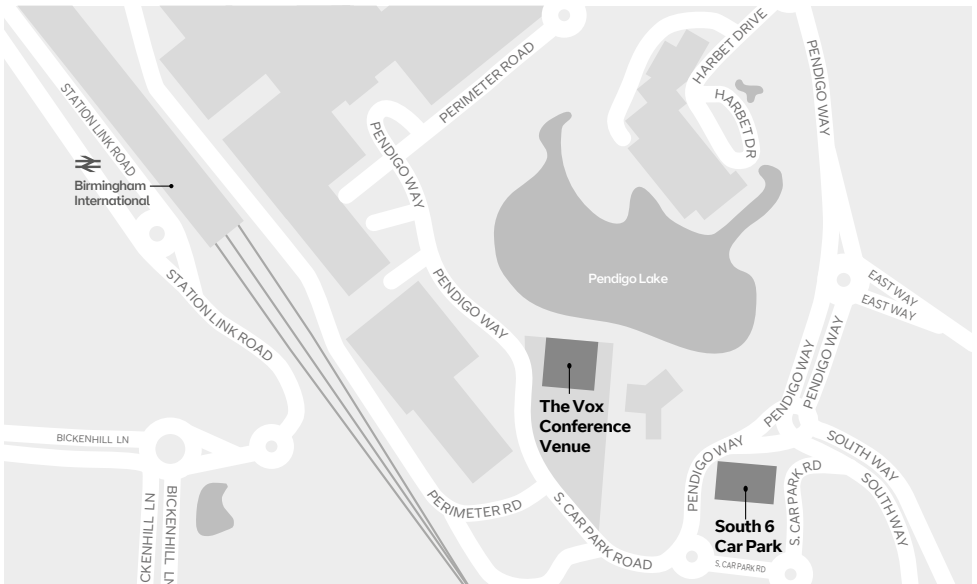 HARBET DRIVE
PERIMETER ROAD
PENDIGO WAY
STATION LINK ROAD
HARBET DR
PENDIGO WAY
Birmingham
International
Pendigo Lake
STATION LINK ROAD
PENDIGO WAY
EAST WAY
EAST WAY
PENDIGO WAY
PENDIGO WAY
The Vox
Conference
Venue
BICKENHILL LN
PENDIGO WAY
SOUTH WAY
S. CAR PARK RD
SOUTH WAY
PERIMETER RD
S. CAR PARK ROAD
CKENHILL LN
BICKENHILL LN
South 6
Car Park
S. CAR PARK RD